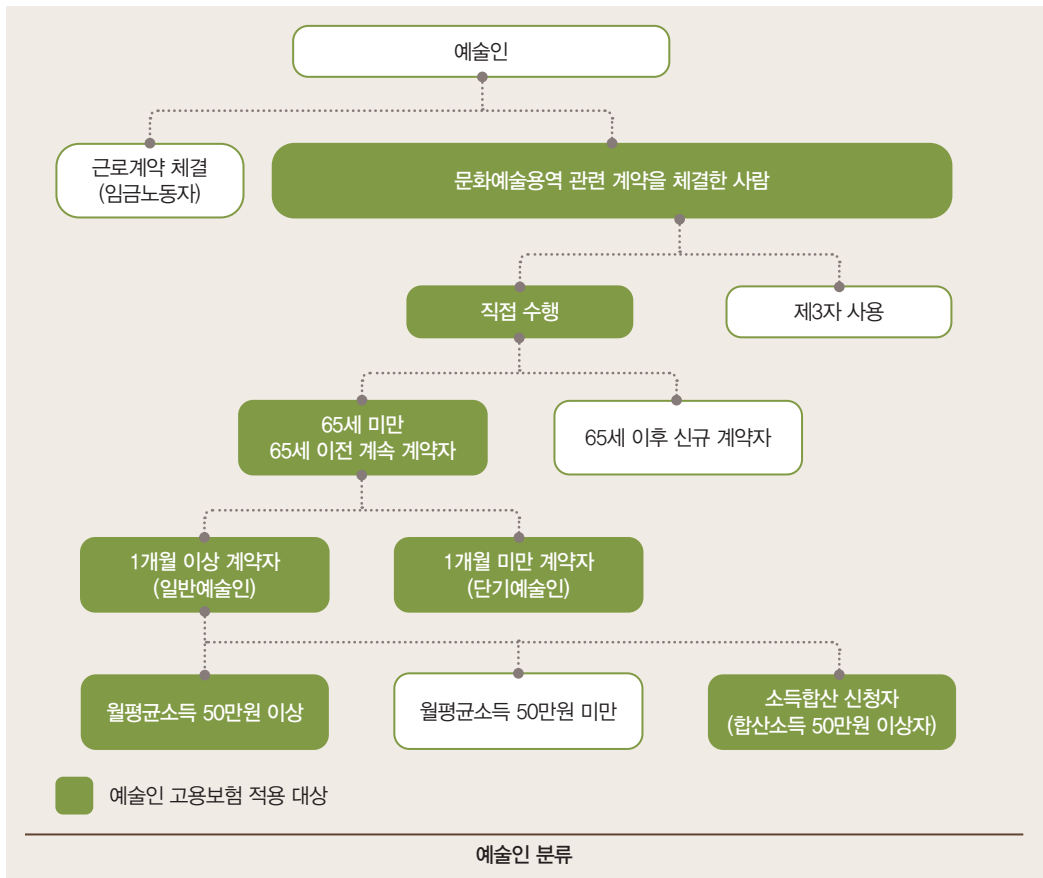 예술인
근로계약 체결
(임금노동자)
문화예술용역 관련 계약을 체결한 사람
직접 수행
제3자 사용
65세 미만
65세 이전 계속 계약자
65세 이후 신규 계약자
1개월 이상 계약자
(일반예술인)
1개월 미만 계약자
(단기예술인)
월평균소득 50만원 이상
월평균소득 50만원 미만
소득합산 신청자
(합산소득 50만원 이상자)
예술인 고용보험 적용 대상
예술인 분류